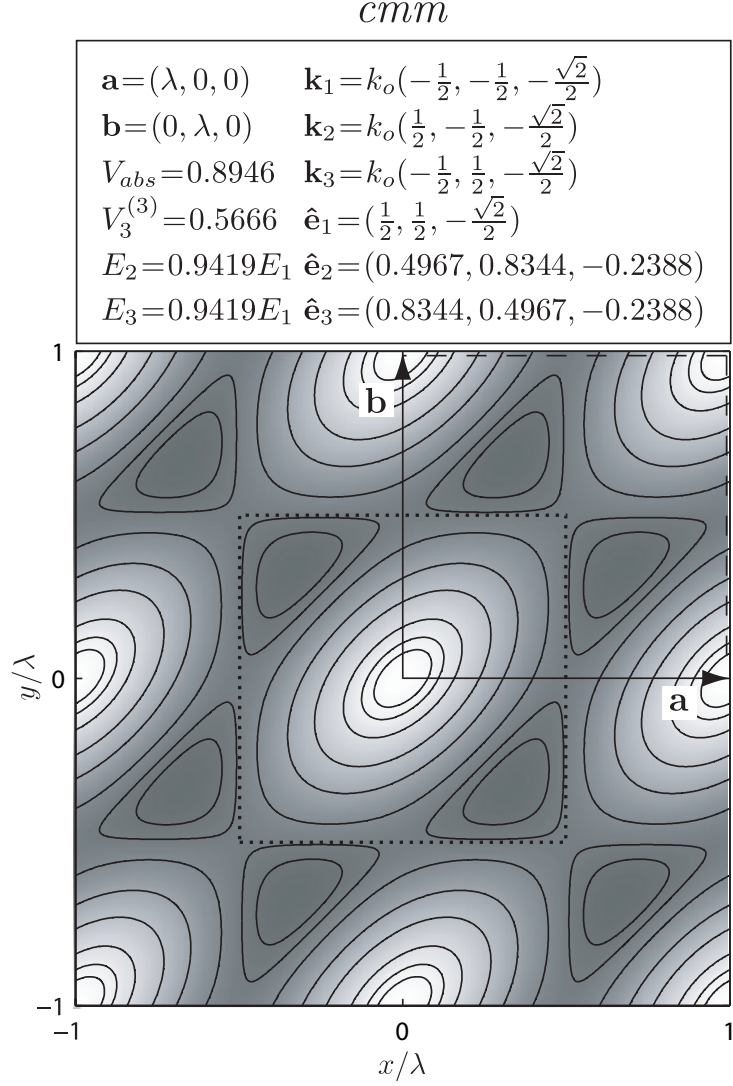 cmm
a=(λ, 0, 0) k₁=kₒ(−1/2, −1/2, −√2/2)
b=(0, λ, 0) k₂=kₒ(1/2, −1/2, −√2/2)
V_abs=0.8946 k₃=kₒ(−1/2, 1/2, −√2/2)
V₃⁽³⁾=0.5666 ê₁=(1/2, 1/2, −√2/2)
E₂=0.9419E₁ ê₂=(0.4967, 0.8344, −0.2388)
E₃=0.9419E₁ ê₃=(0.8344, 0.4967, −0.2388)
1
b
0
y/λ
a
−1
−1 0 1
x/λ